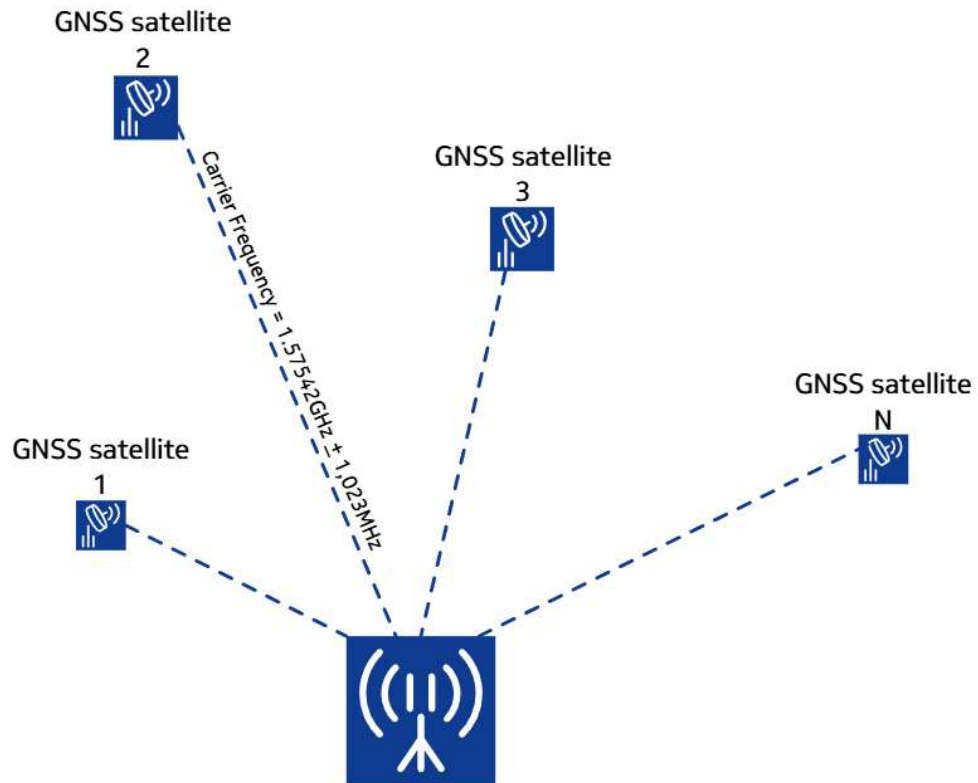 GNSS satellite
2
GNSS satellite
3
Carrier Frequency = 1.57542GHz ± 1,023MHz
GNSS satellite
N
GNSS satellite
1